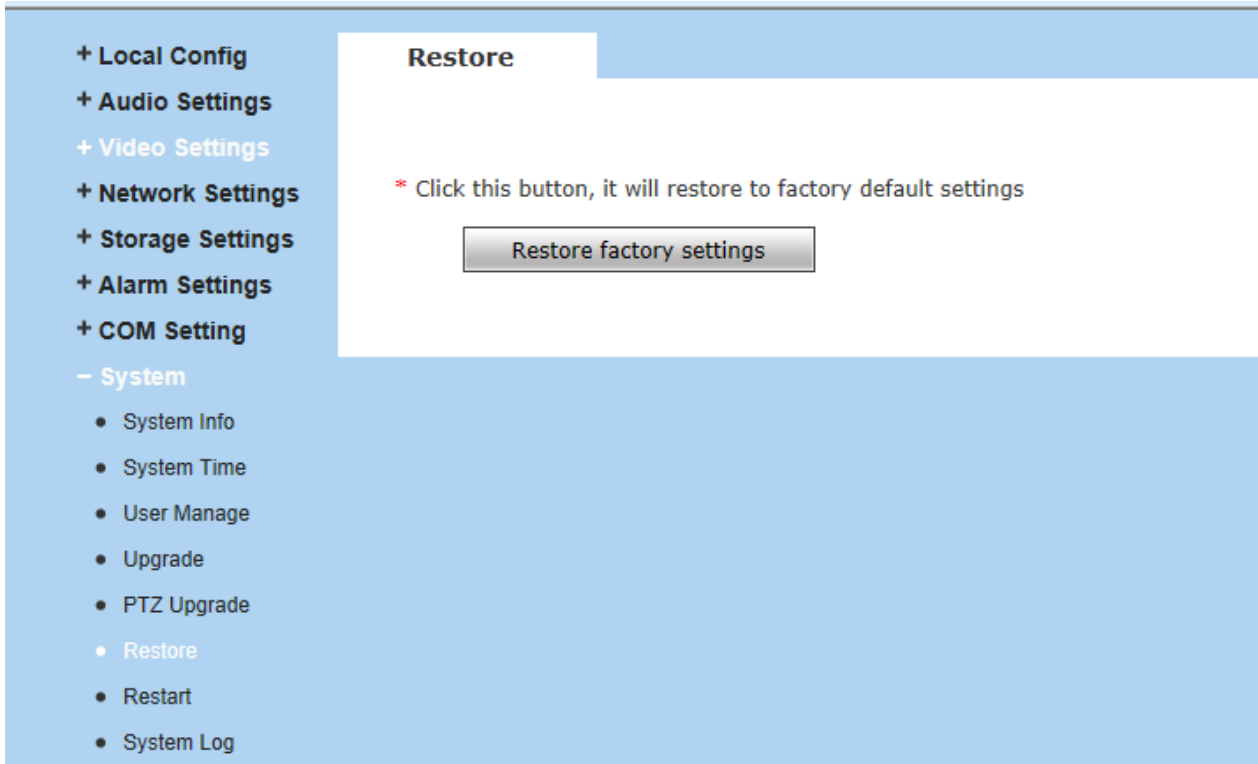 + Local Config
+ Audio Settings
+ Video Settings
+ Network Settings
+ Storage Settings
+ Alarm Settings
+ COM Setting
− System
• System Info
• System Time
• User Manage
• Upgrade
• PTZ Upgrade
• Restore
• Restart
• System Log
Restore
* Click this button, it will restore to factory default settings
Restore factory settings